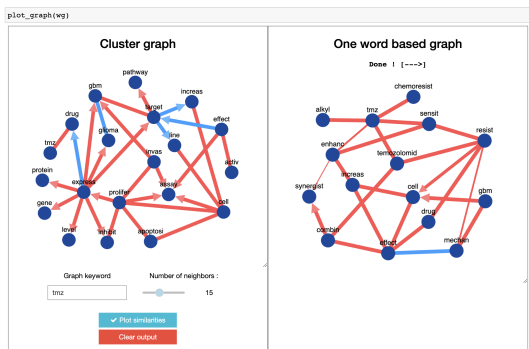 plot_graph(wg)
Cluster graph
pathway
gbm
increas
target
drug
effect
glioma
line
tmz
invas
protein
activ
express
assay
prolifer
gene
cell
level
inhibit
apoptosi
Graph keyword
Number of neighbors :
tmz
15
✔ Plot similarities
Clear output
One word based graph
Done ! [--->]
chemoresist
alkyl
tmz
sensit
resist
enhanc
temozolomid
increas
synergist
cell
gbm
drug
combin
effect
mechan